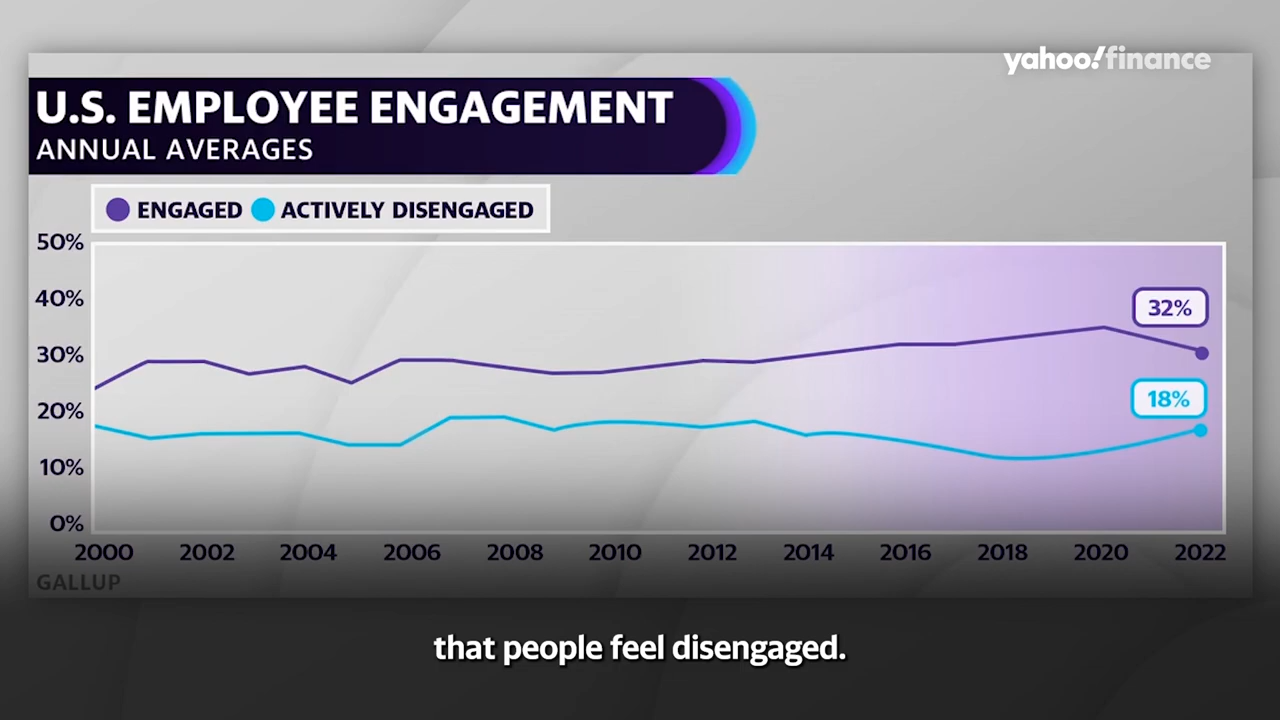 yahoo!finance
U.S. EMPLOYEE ENGAGEMENT
ANNUAL AVERAGES
ENGAGED ACTIVELY DISENGAGED
50%
40%
30%
20%
10%
0%
32%
18%
2000 2002 2004 2006 2008 2010 2012 2014 2016 2018 2020 2022
GALLUP
that people feel disengaged.